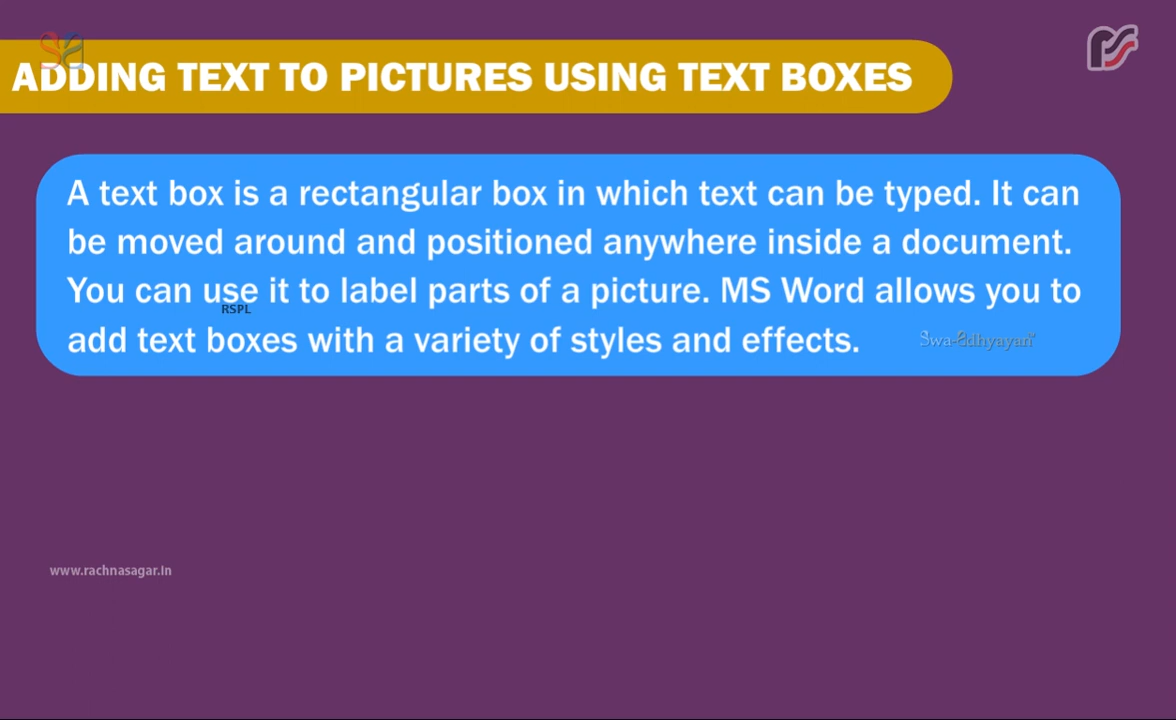 ADDING TEXT TO PICTURES USING TEXT BOXES
A text box is a rectangular box in which text can be typed. It can
be moved around and positioned anywhere inside a document.
You can use it to label parts of a picture. MS Word allows you to
RSPL
add text boxes with a variety of styles and effects.
Swa-adhyayan™
www.rachnasagar.in